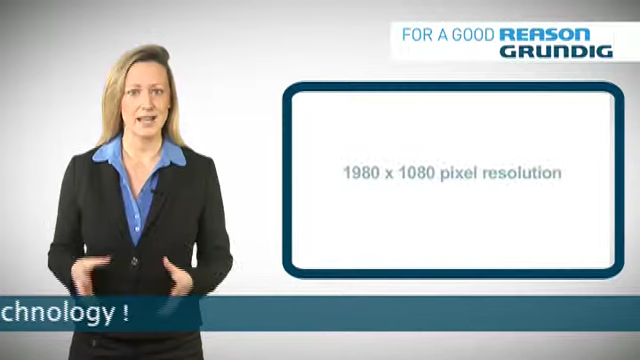 FOR A GOOD REASON
GRUNDIG
1980 x 1080 pixel resolution
chnology !